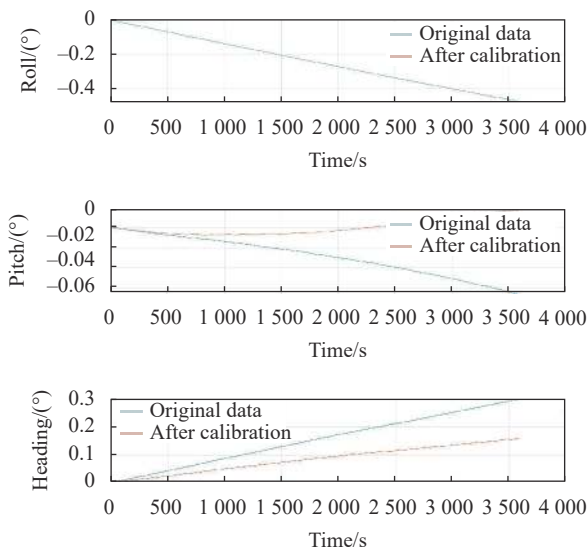 Roll/(°)
0
−0.2
−0.4
Original data
After calibration
0 500 1 000 1 500 2 000 2 500 3 000 3 500 4 000
Time/s
Pitch/(°)
0
−0.02
−0.04
−0.06
Original data
After calibration
0 500 1 000 1 500 2 000 2 500 3 000 3 500 4 000
Time/s
Heading/(°)
0.3
0.2
0.1
0
Original data
After calibration
0 500 1 000 1 500 2 000 2 500 3 000 3 500 4 000
Time/s